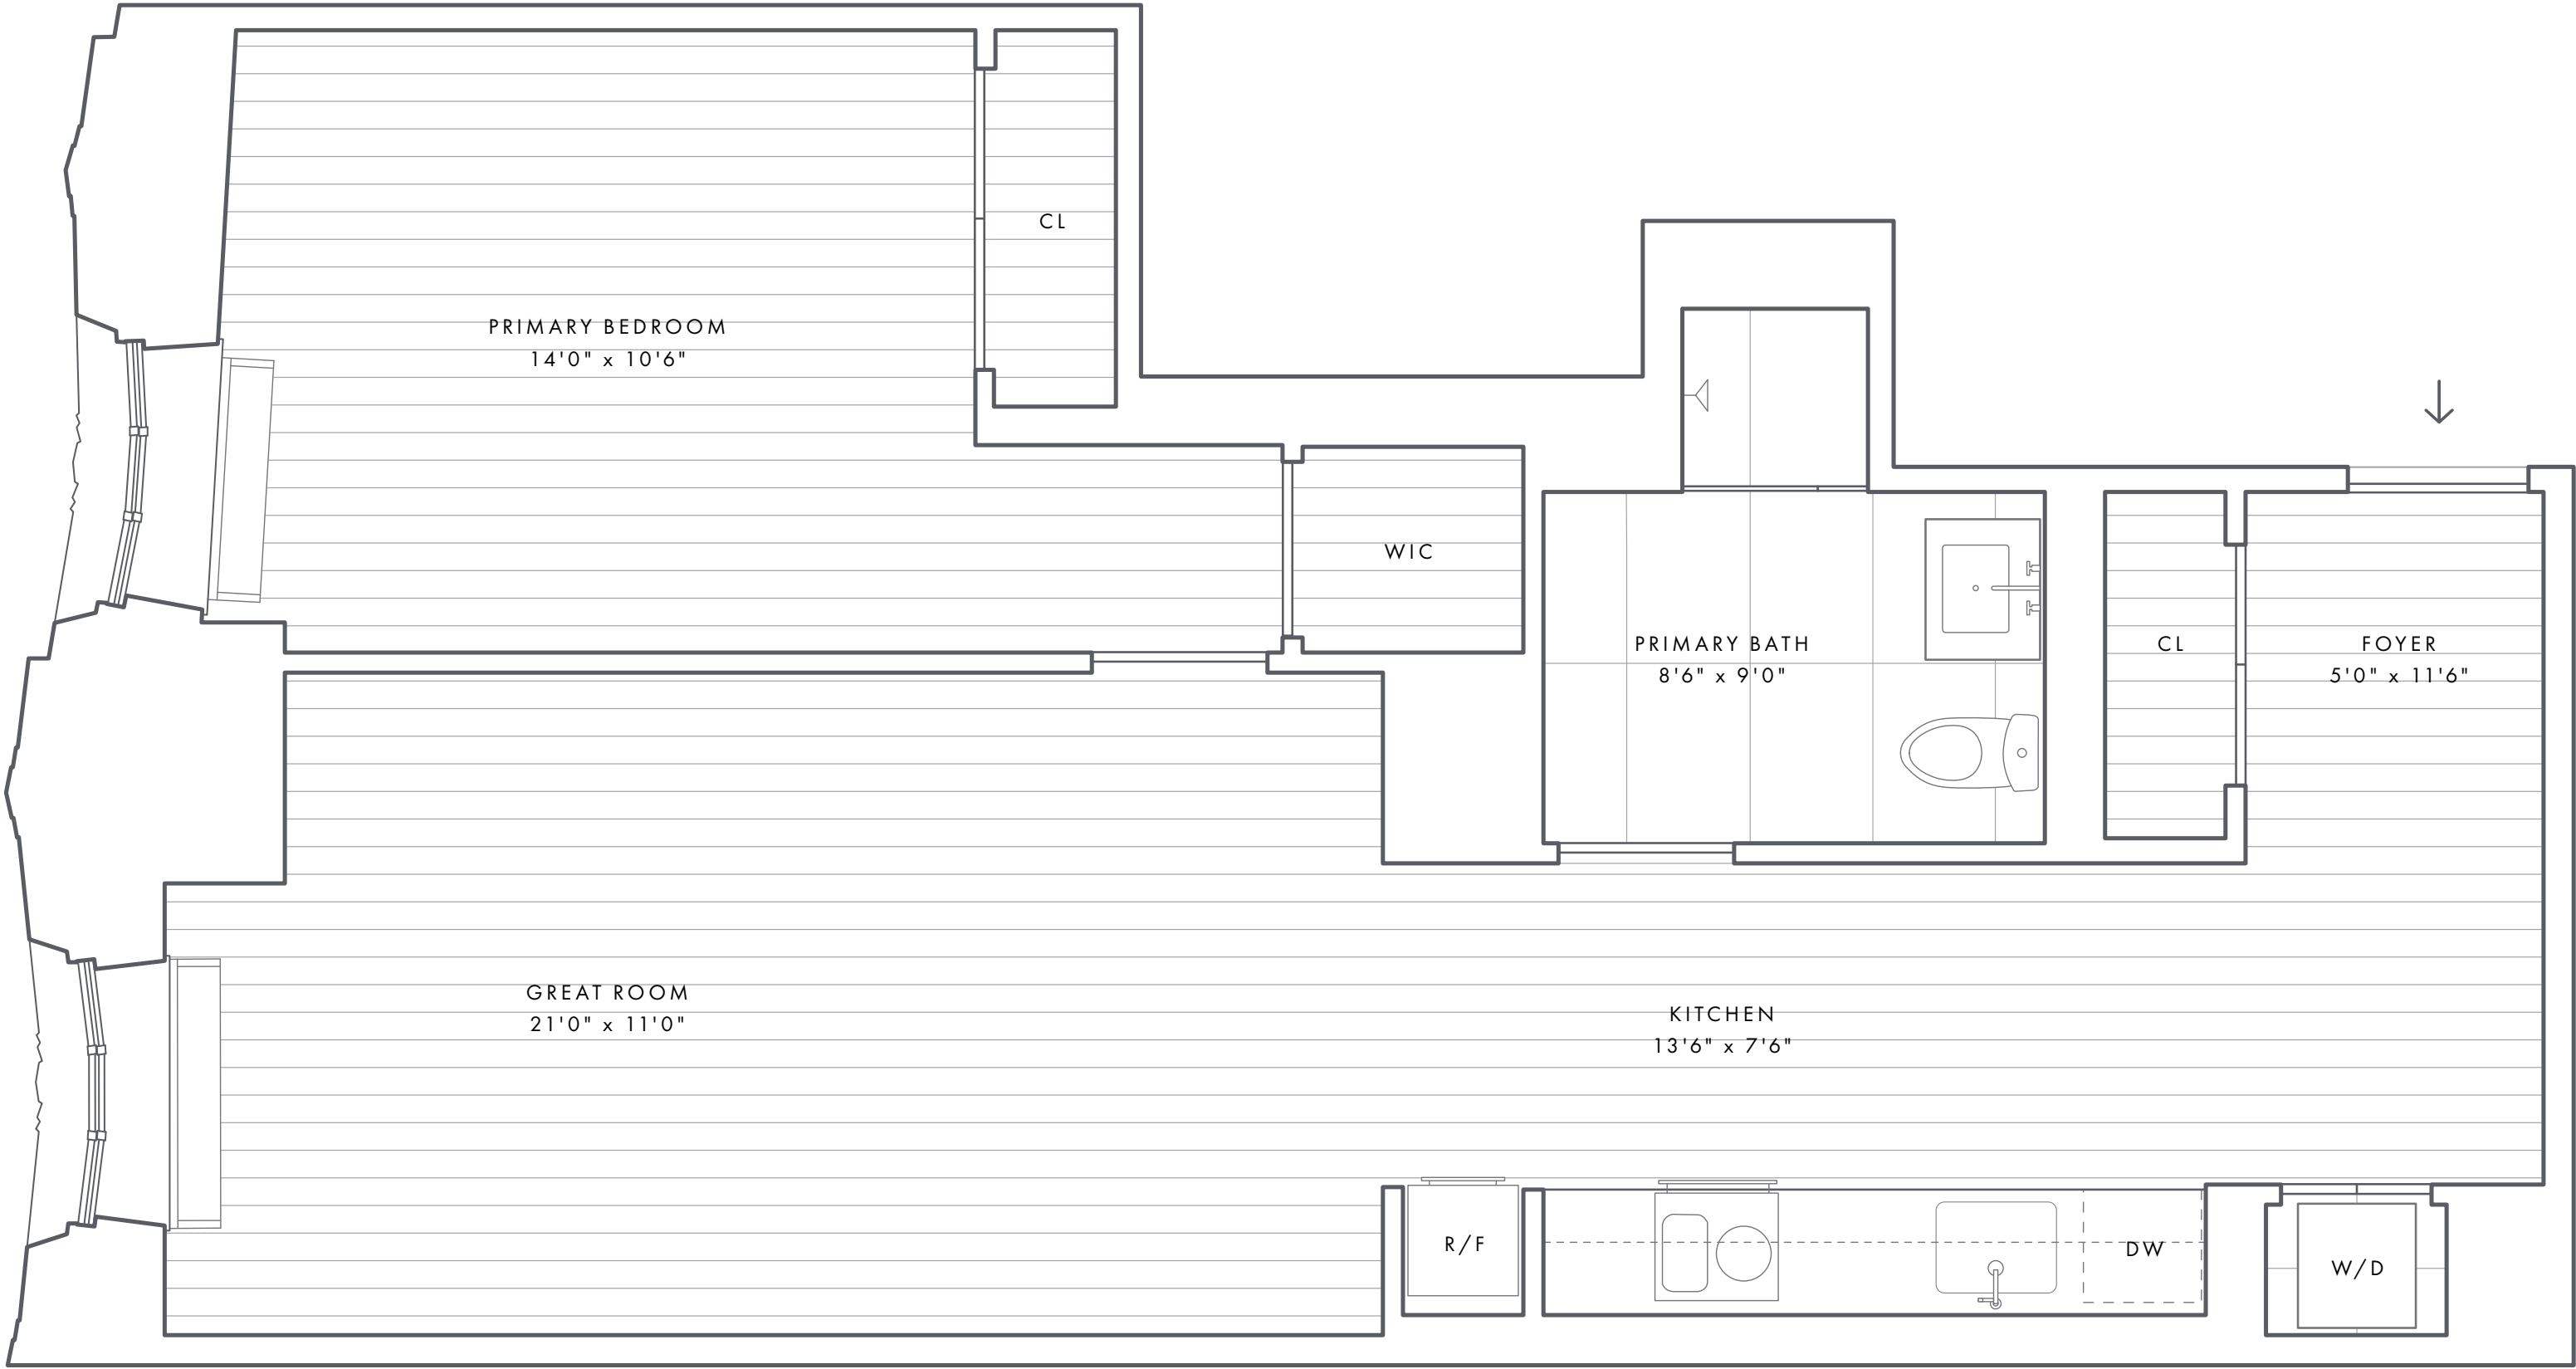 CL
PRIMARY BEDROOM
14'0" x 10'6"
WIC
PRIMARY BATH
8'6" x 9'0"
CL
FOYER
5'0" x 11'6"
GREAT ROOM
21'0" x 11'0"
KITCHEN
13'6" x 7'6"
R/F
DW
W/D